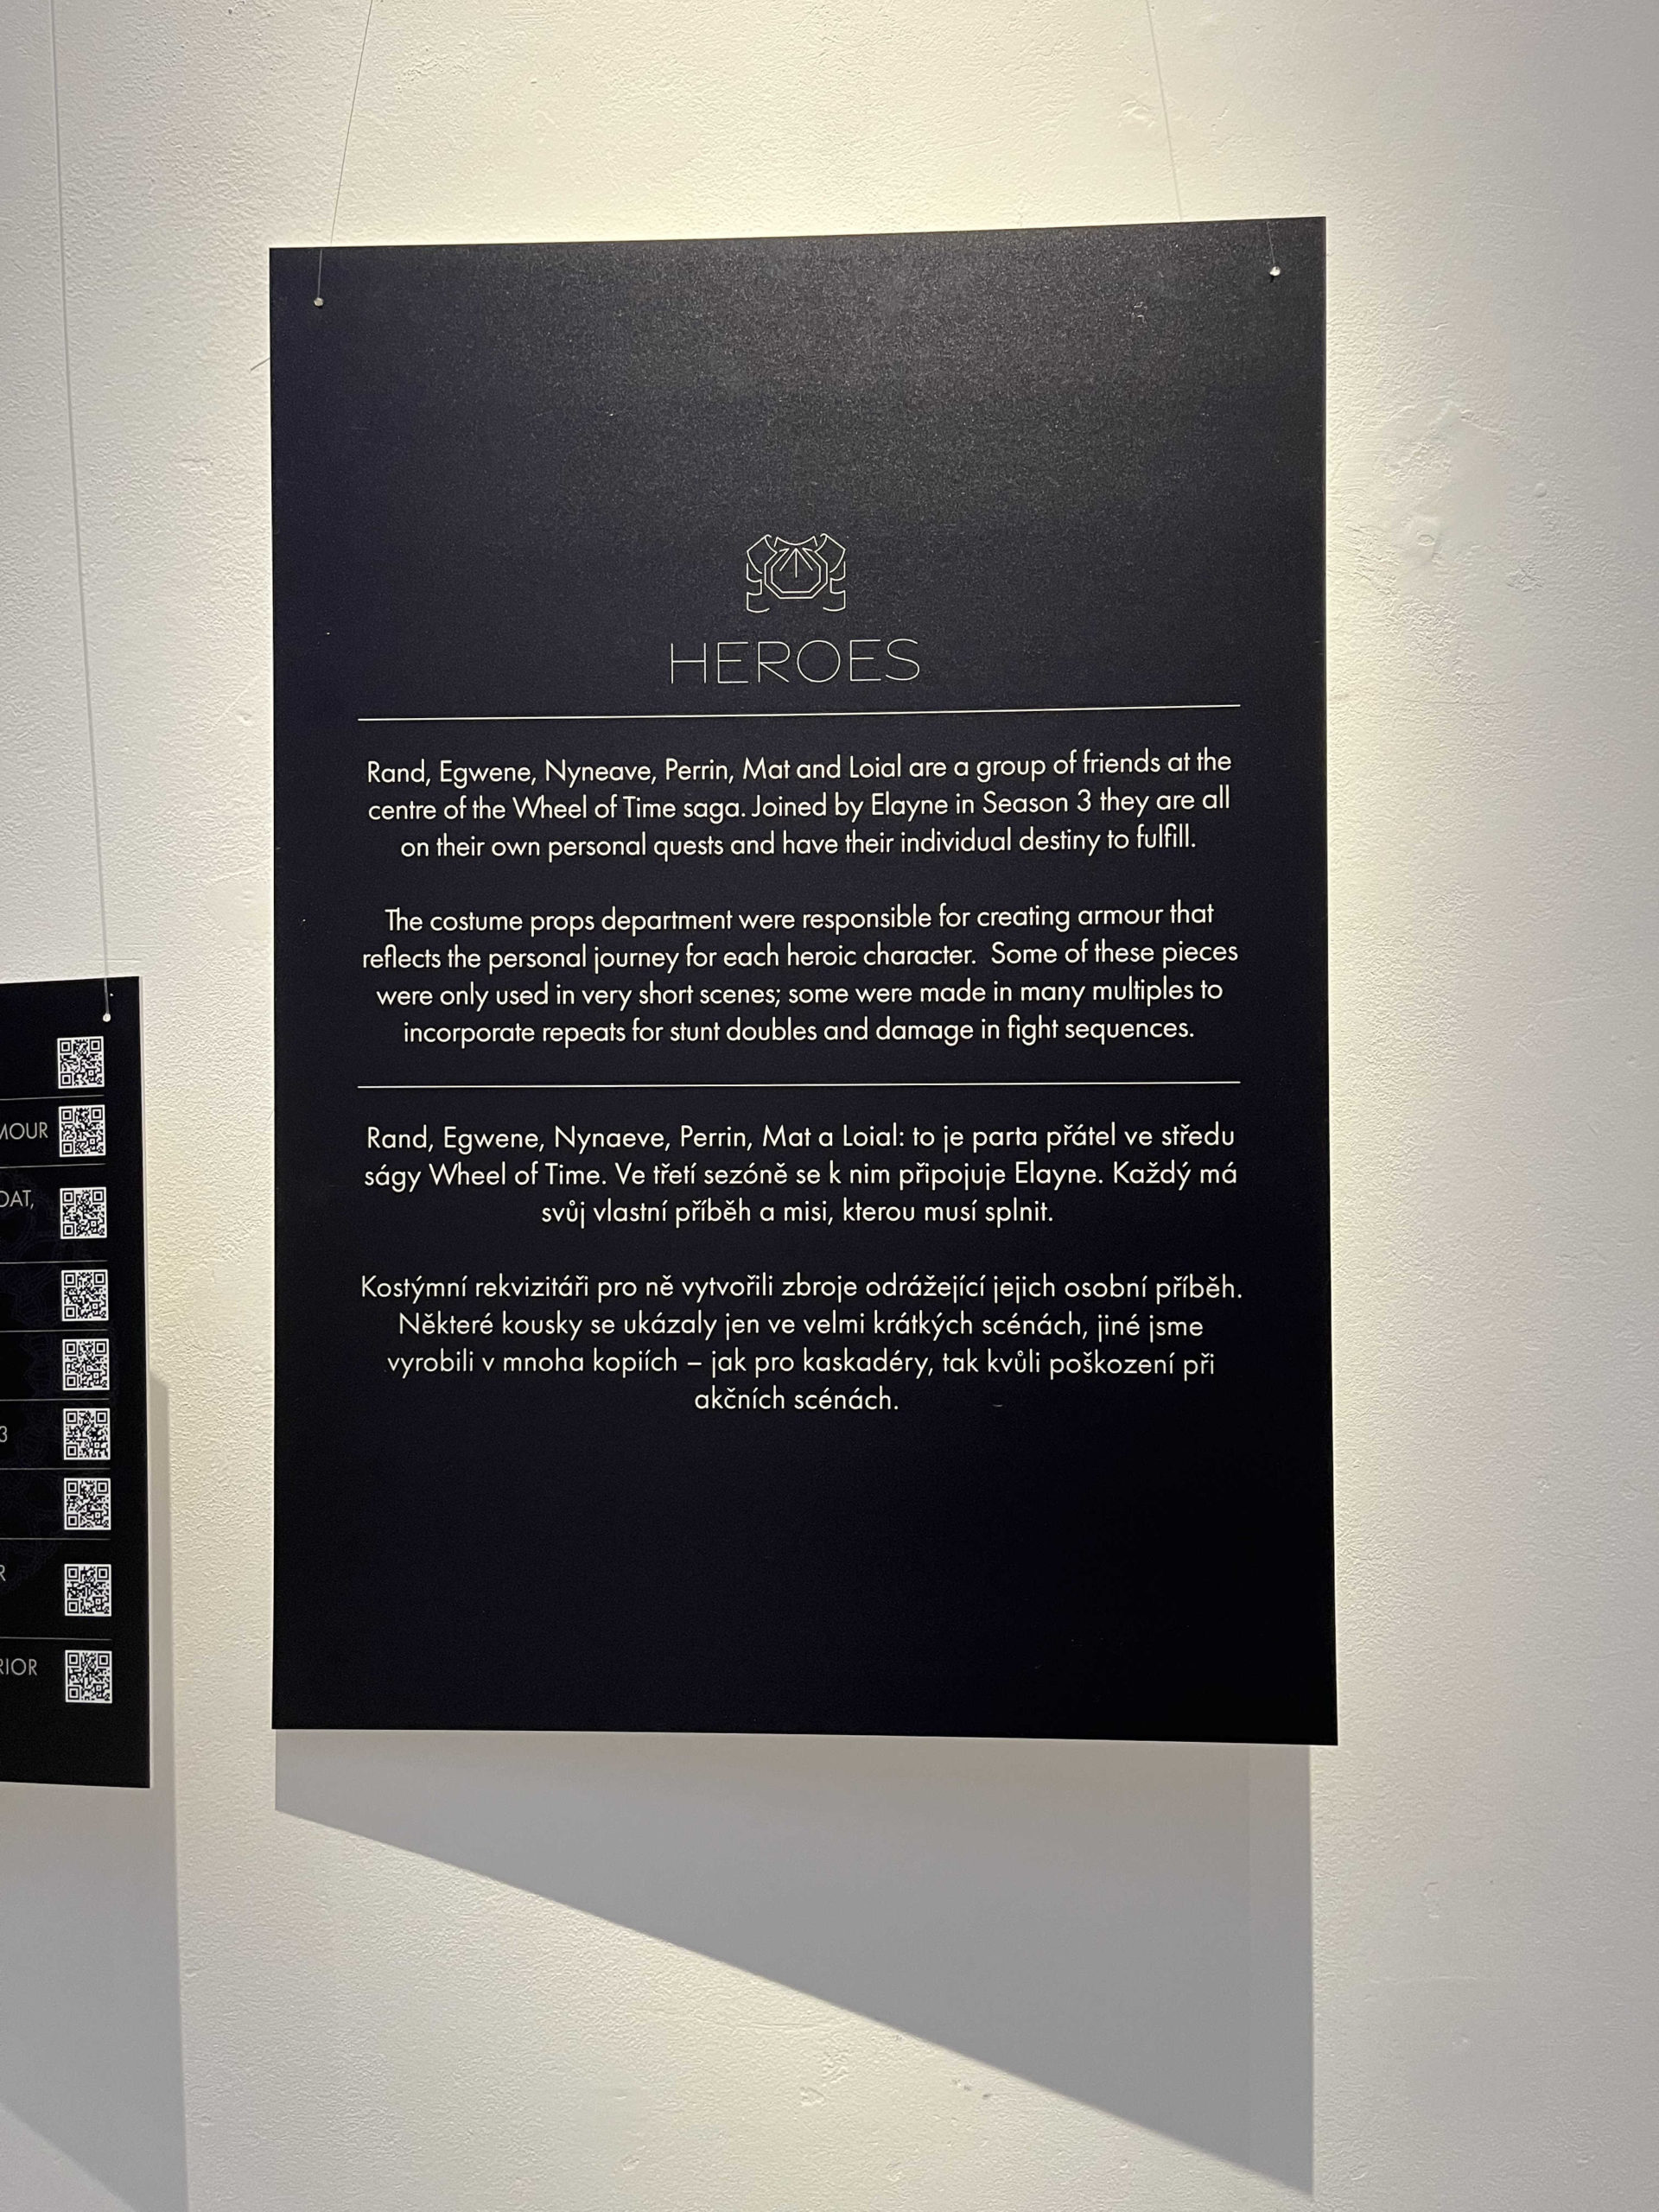 HEROES
Rand, Egwene, Nyneave, Perrin, Mat and Loial are a group of friends at the
centre of the Wheel of Time saga. Joined by Elayne in Season 3 they are all
on their own personal quests and have their individual destiny to fulfill.
The costume props department were responsible for creating armour that
reflects the personal journey for each heroic character.  Some of these pieces
were only used in very short scenes; some were made in many multiples to
incorporate repeats for stunt doubles and damage in fight sequences.
Rand, Egwene, Nynaeve, Perrin, Mat a Loial: to je parta přátel ve středu
ságy Wheel of Time. Ve třetí sezóně se k nim připojuje Elayne. Každý má
svůj vlastní příběh a misi, kterou musí splnit.
Kostýmní rekvizitáři pro ně vytvořili zbroje odrážející jejich osobní příběh.
Některé kousky se ukázaly jen ve velmi krátkých scénách, jiné jsme
vyrobili v mnoha kopiích – jak pro kaskadéry, tak kvůli poškození při
akčních scénách.
MOUR
OAT,
3
R
RIOR